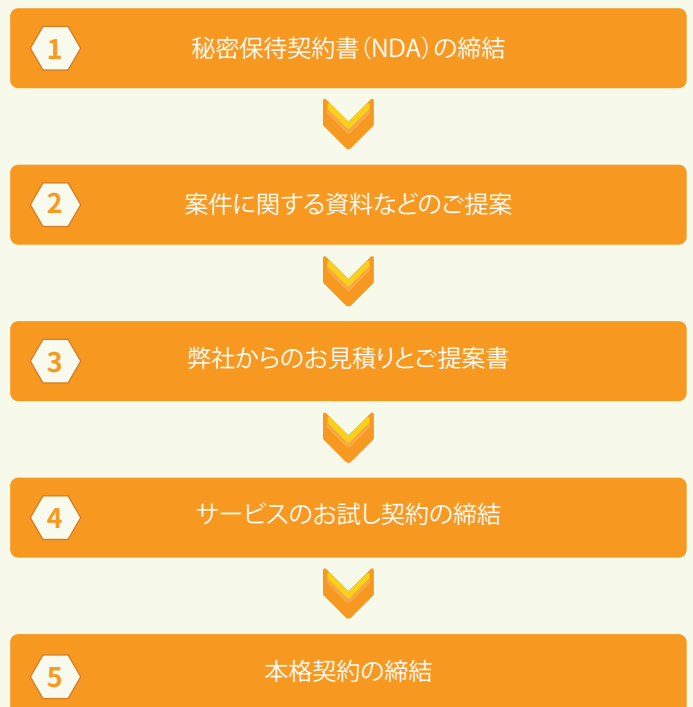 1
秘密保待契約書(NDA)の締結
2
案件に関する資料などのご提案
3
弊社からのお見積りとご提案書
4
サービスのお試し契約の締結
5
本格契約の締結